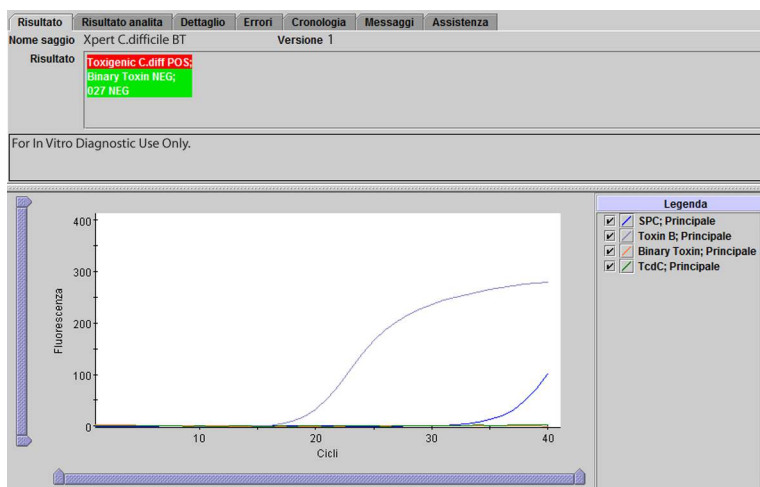 Risultato Risultato analita Dettaglio Errori Cronologia Messaggi Assistenza
Nome saggio Xpert C.difficile BT Versione 1
Risultato Toxigenic C.diff POS;
Binary Toxin NEG;
027 NEG
For In Vitro Diagnostic Use Only.
Legenda
SPC; Principale
Toxin B; Principale
Binary Toxin; Principale
TcdC; Principale
Fluorescenza
400
300
200
100
0
10 20 30 40
Cicli